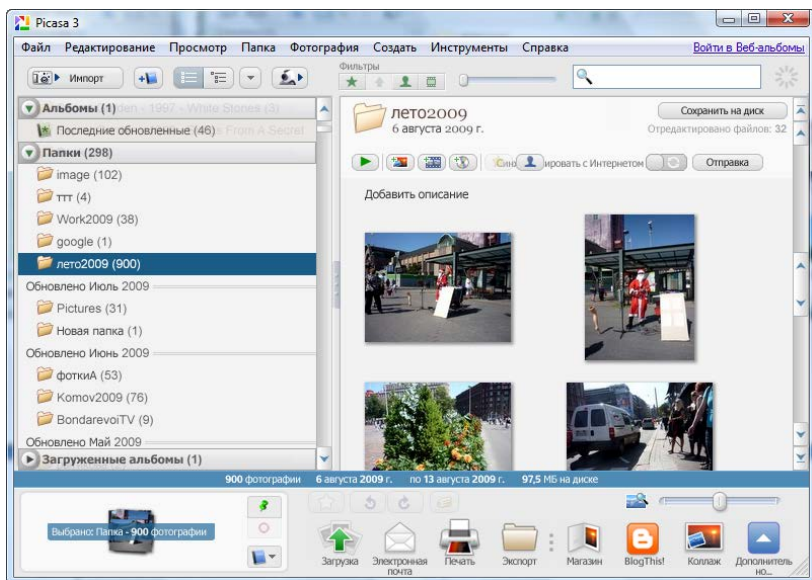 Picasa 3
Файл Редактирование Просмотр Папка Фотография Создать Инструменты Справка Войти в Веб-альбомы
Импорт
Фильтры
Альбомы (1)
Последние обновленные (46)
Папки (298)
image (102)
ттт (4)
Work2009 (38)
google (1)
лето2009 (900)
Обновлено Июль 2009
Pictures (31)
Новая папка (1)
Обновлено Июнь 2009
фоткиА (53)
Komov2009 (76)
BondarevoiTV (9)
Обновлено Май 2009
Загруженные альбомы (1)
лето2009
6 августа 2009 г.
Сохранить на диск
Отредактировано файлов: 32
ировать с Интернетом
Отправка
Добавить описание
900 фотографии 6 августа 2009 г. по 13 августа 2009 г. 97,5 МБ на диске
Выбрано: Папка - 900 фотографии
Загрузка
Электронная
почта
Печать
Экспорт
Магазин
BlogThis!
Коллаж
Дополнитель
но...